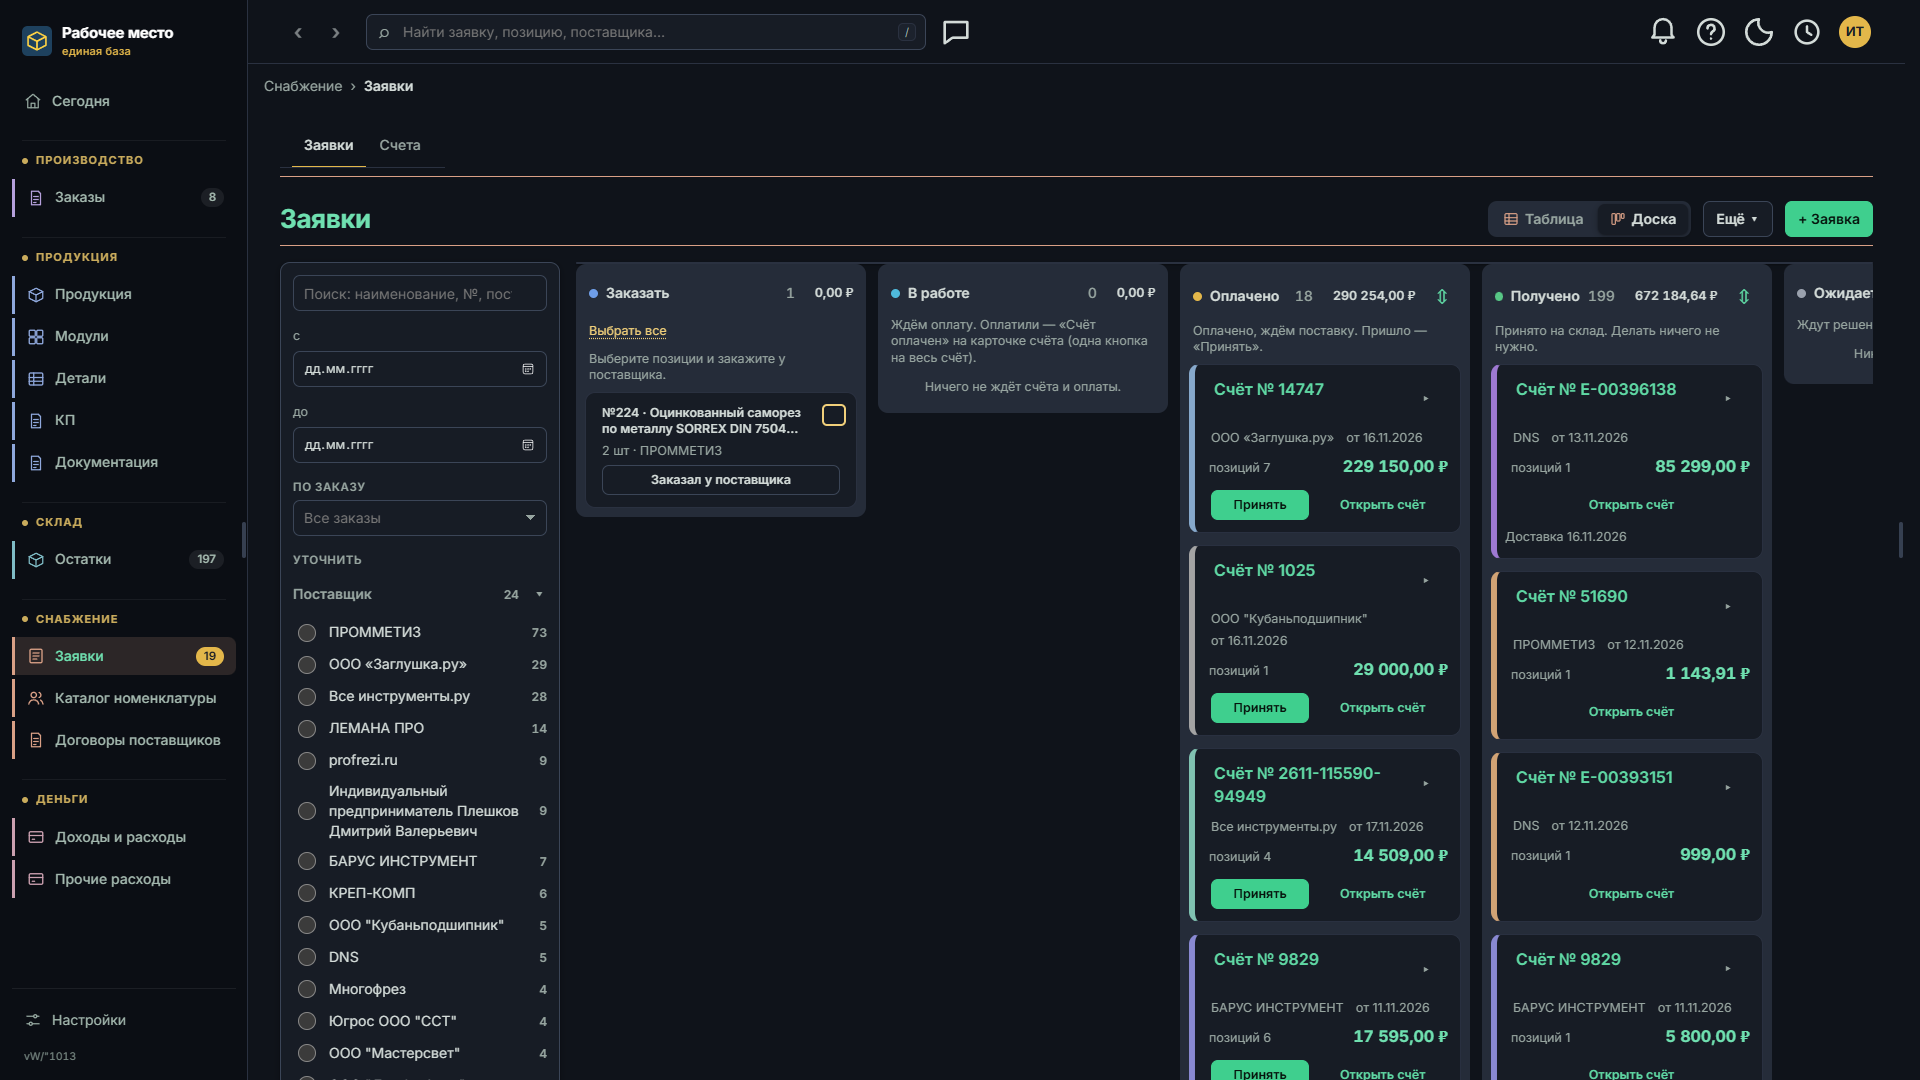 Рабочее место
единая база
Найти заявку, позицию, поставщика...
/
ИТ
Снабжение › Заявки
Сегодня
ПРОИЗВОДСТВО
Заказы 8
ПРОДУКЦИЯ
Продукция
Модули
Детали
КП
Документация
СКЛАД
Остатки 197
СНАБЖЕНИЕ
Заявки 19
Каталог номенклатуры
Договоры поставщиков
ДЕНЬГИ
Доходы и расходы
Прочие расходы
Настройки
vW/"1013
Заявки Счета
Заявки
Таблица Доска Ещё + Заявка
Поиск: наименование, №, пос
с
дд.мм.гггг
до
дд.мм.гггг
ПО ЗАКАЗУ
Все заказы
УТОЧНИТЬ
Поставщик 24
ПРОММЕТИЗ 73
ООО «Заглушка.ру» 29
Все инструменты.ру 28
ЛЕМАНА ПРО 14
profrezi.ru 9
Индивидуальный
предприниматель Плешков 9
Дмитрий Валерьевич
БАРУС ИНСТРУМЕНТ 7
КРЕП-КОМП 6
ООО "Кубаньподшипник" 5
DNS 5
Многофрез 4
Югрос ООО "ССТ" 4
ООО "Мастерсвет" 4
Заказать 1 0,00 ₽
Выбрать все
Выберите позиции и закажите у
поставщика.
№224 · Оцинкованный саморез
по металлу SORREX DIN 7504...
2 шт · ПРОММЕТИЗ
Заказал у поставщика
В работе 0 0,00 ₽
Ждём оплату. Оплатили — «Счёт
оплачен» на карточке счёта (одна кнопка
на весь счёт).
Ничего не ждёт счёта и оплаты.
Оплачено 18 290 254,00 ₽
Оплачено, ждём поставку. Пришло —
«Принять».
Счёт № 14747
ООО «Заглушка.ру» от 16.11.2026
позиций 7 229 150,00 ₽
Принять Открыть счёт
Счёт № 1025
ООО "Кубаньподшипник"
от 16.11.2026
позиций 1 29 000,00 ₽
Принять Открыть счёт
Счёт № 2611-115590-
94949
Все инструменты.ру от 17.11.2026
позиций 4 14 509,00 ₽
Принять Открыть счёт
Счёт № 9829
БАРУС ИНСТРУМЕНТ от 11.11.2026
позиций 6 17 595,00 ₽
Принять Открыть счёт
Получено 199 672 184,64 ₽
Принято на склад. Делать ничего не
нужно.
Счёт № E-00396138
DNS от 13.11.2026
позиций 1 85 299,00 ₽
Открыть счёт
Доставка 16.11.2026
Счёт № 51690
ПРОММЕТИЗ от 12.11.2026
позиций 1 1 143,91 ₽
Открыть счёт
Счёт № E-00393151
DNS от 12.11.2026
позиций 1 999,00 ₽
Открыть счёт
Счёт № 9829
БАРУС ИНСТРУМЕНТ от 11.11.2026
позиций 1 5 800,00 ₽
Открыть счёт
Ожидает
Ждут решен
Ни